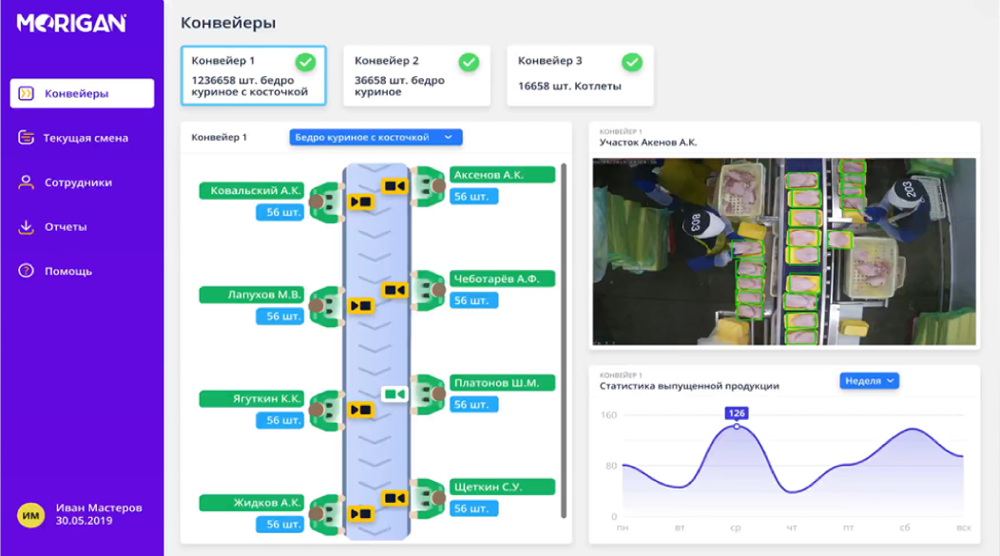 MORIGAN
Конвейеры
Текущая смена
Сотрудники
Отчеты
Помощь
ИМ
Иван Мастеров
30.05.2019
Конвейеры
Конвейер 1
1236658 шт. бедро
куриное с косточкой
Конвейер 2
36658 шт. бедро
куриное
Конвейер 3
16658 шт. Котлеты
Конвейер 1
Бедро куриное с косточкой
Аксенов А.К.
56 шт.
Ковальский А.К.
56 шт.
Чеботарёв А.Ф.
56 шт.
Лапухов М.В.
56 шт.
Платонов Ш.М.
56 шт.
Ягуткин К.К.
56 шт.
Щеткин С.У.
56 шт.
Жидков А.К.
56 шт.
КОНВЕЙЕР 1
Участок Акенов А.К.
803
203
КОНВЕЙЕР 1
Статистика выпущенной продукции
Неделя
160
126
80
0
пн вт ср чт пт сб вск